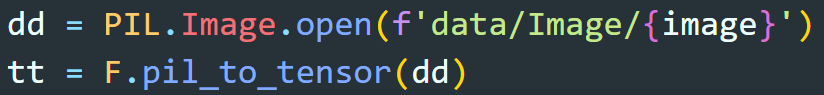 dd = PIL.Image.open(f'data/Image/{image}')
tt = F.pil_to_tensor(dd)